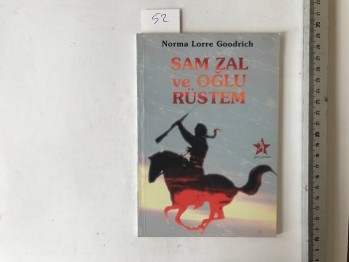 52
Norma Lorre Goodrich
SAM ZAL
ve OĞLU
RÜSTEM